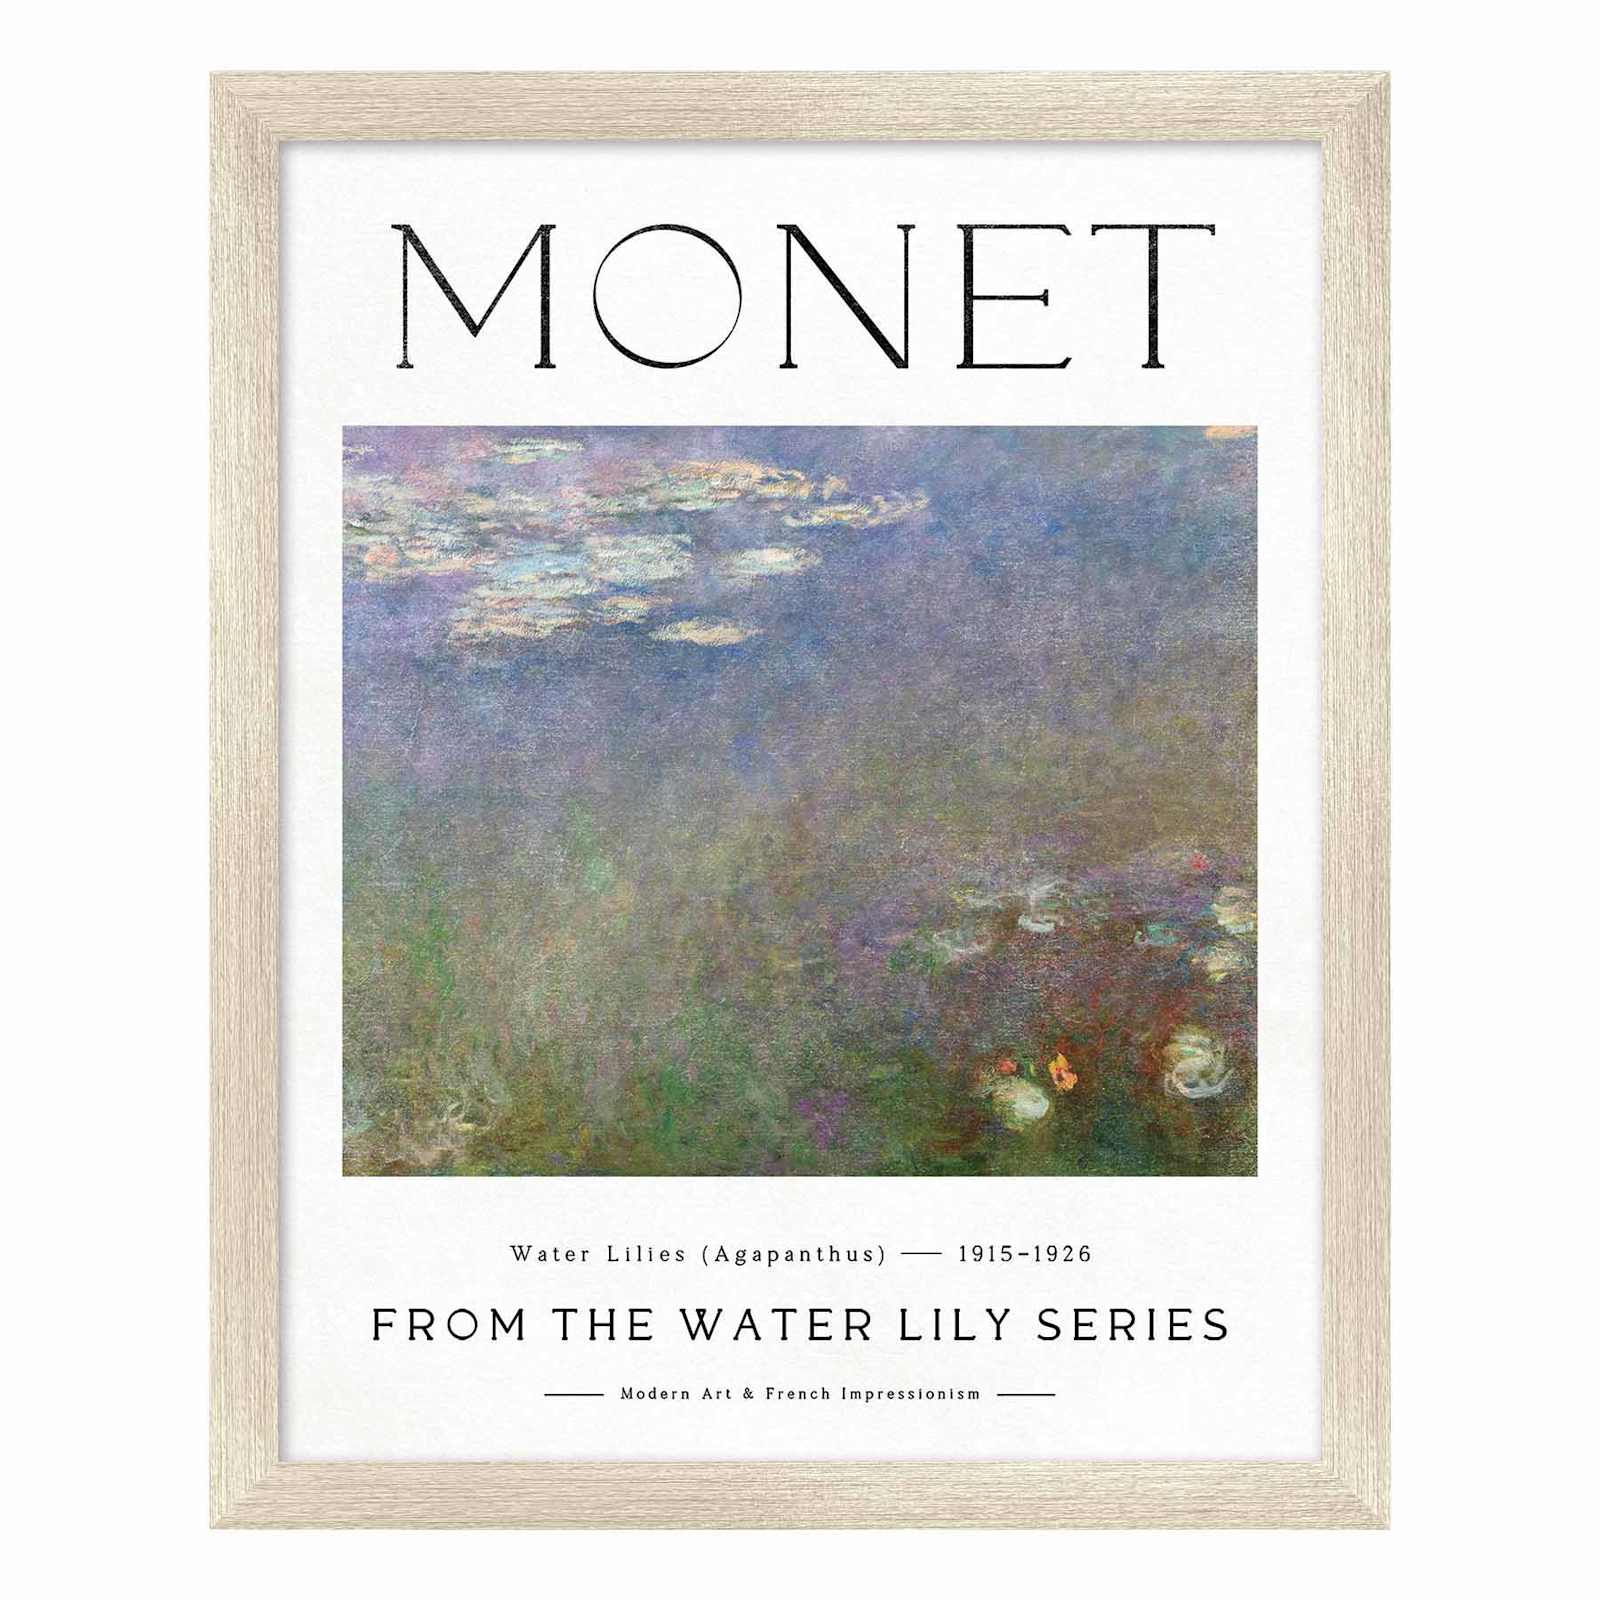 MONET
Water Lilies (Agapanthus) — 1915-1926
FROM THE WATER LILY SERIES
Modern Art & French Impressionism